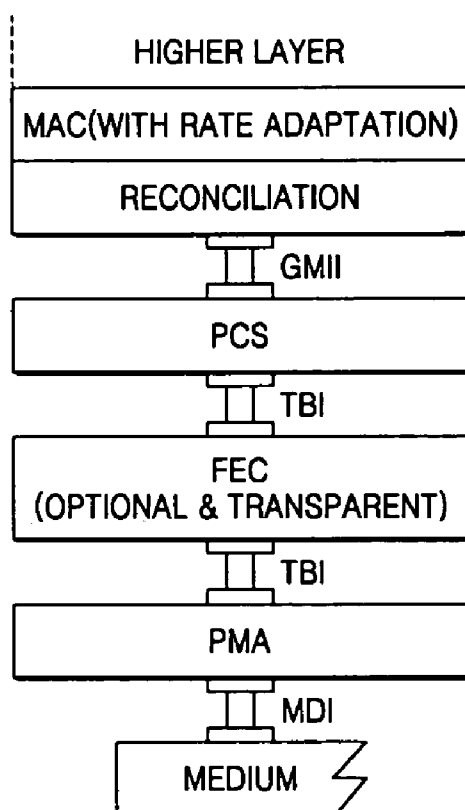 HIGHER LAYER
MAC(WITH RATE ADAPTATION)
RECONCILIATION
GMII
PCS
TBI
FEC
(OPTIONAL & TRANSPARENT)
TBI
PMA
MDI
MEDIUM